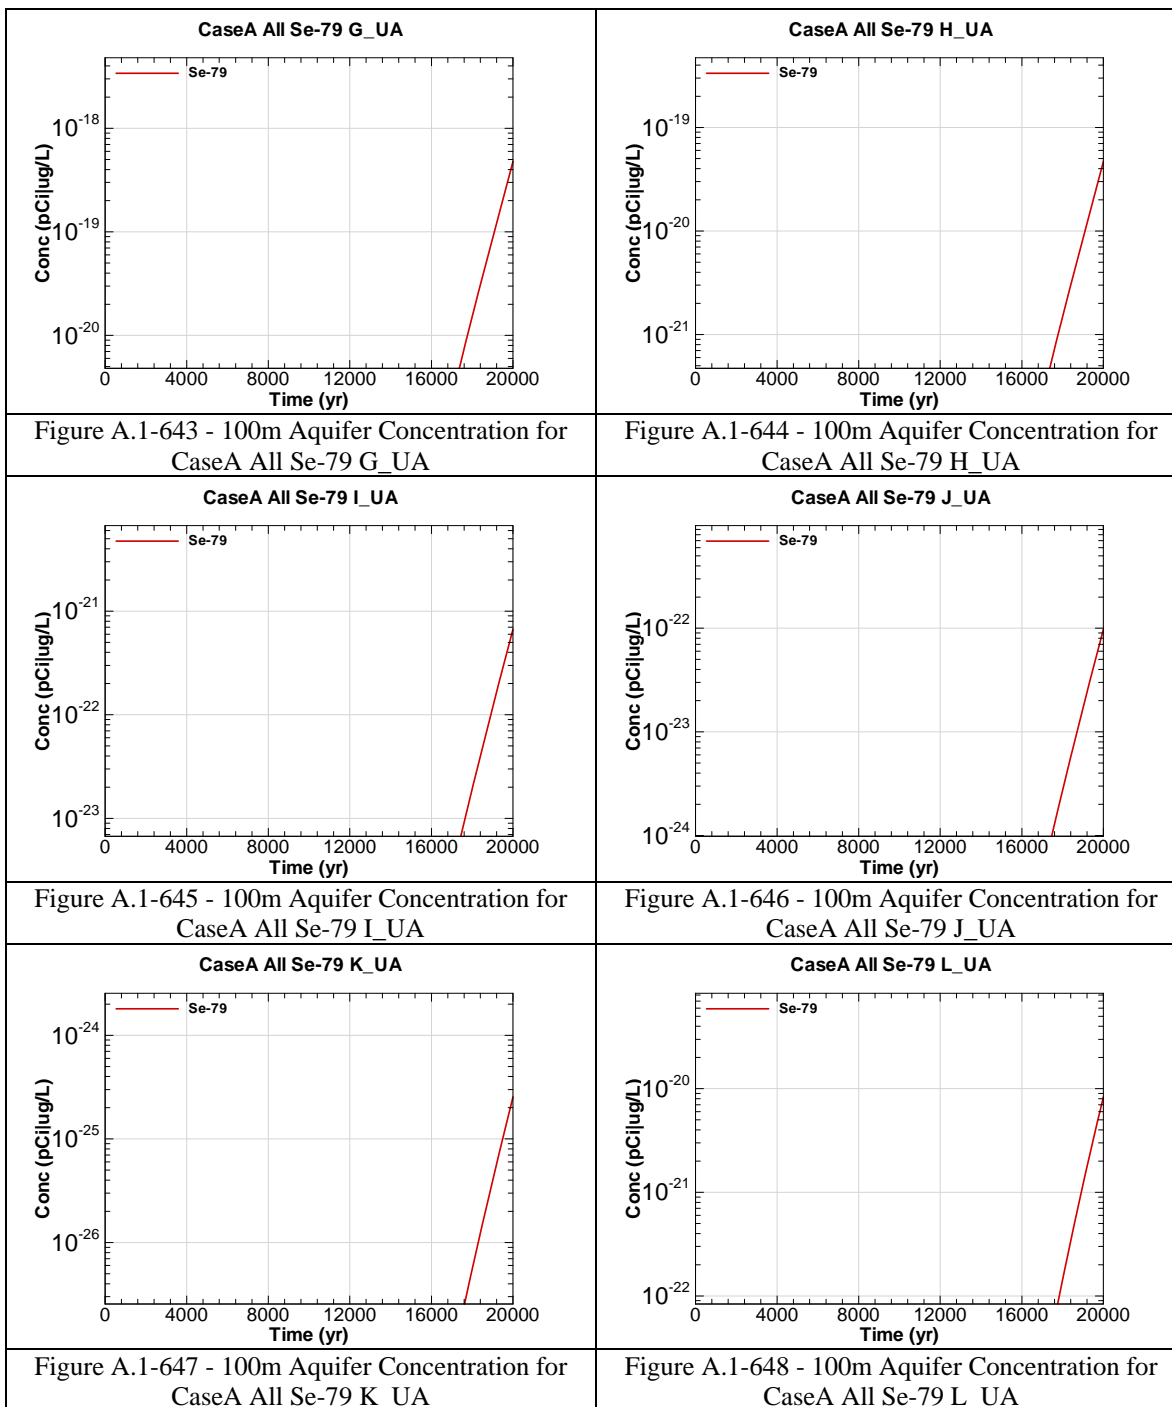 CaseA All Se-79 G_UA
Se-79
10-18
10-19
10-20
Conc (pCi|ug/L)
0 4000 8000 12000 16000 20000
Time (yr)
Figure A.1-643 - 100m Aquifer Concentration for
CaseA All Se-79 G_UA
CaseA All Se-79 H_UA
Se-79
10-19
10-20
10-21
Conc (pCi|ug/L)
0 4000 8000 12000 16000 20000
Time (yr)
Figure A.1-644 - 100m Aquifer Concentration for
CaseA All Se-79 H_UA
CaseA All Se-79 I_UA
Se-79
10-21
10-22
10-23
Conc (pCi|ug/L)
0 4000 8000 12000 16000 20000
Time (yr)
Figure A.1-645 - 100m Aquifer Concentration for
CaseA All Se-79 I_UA
CaseA All Se-79 J_UA
Se-79
10-22
10-23
10-24
Conc (pCi|ug/L)
0 4000 8000 12000 16000 20000
Time (yr)
Figure A.1-646 - 100m Aquifer Concentration for
CaseA All Se-79 J_UA
CaseA All Se-79 K_UA
Se-79
10-24
10-25
10-26
Conc (pCi|ug/L)
0 4000 8000 12000 16000 20000
Time (yr)
Figure A.1-647 - 100m Aquifer Concentration for
CaseA All Se-79 K_UA
CaseA All Se-79 L_UA
Se-79
10-20
10-21
10-22
Conc (pCi|ug/L)
0 4000 8000 12000 16000 20000
Time (yr)
Figure A.1-648 - 100m Aquifer Concentration for
CaseA All Se-79 L_UA